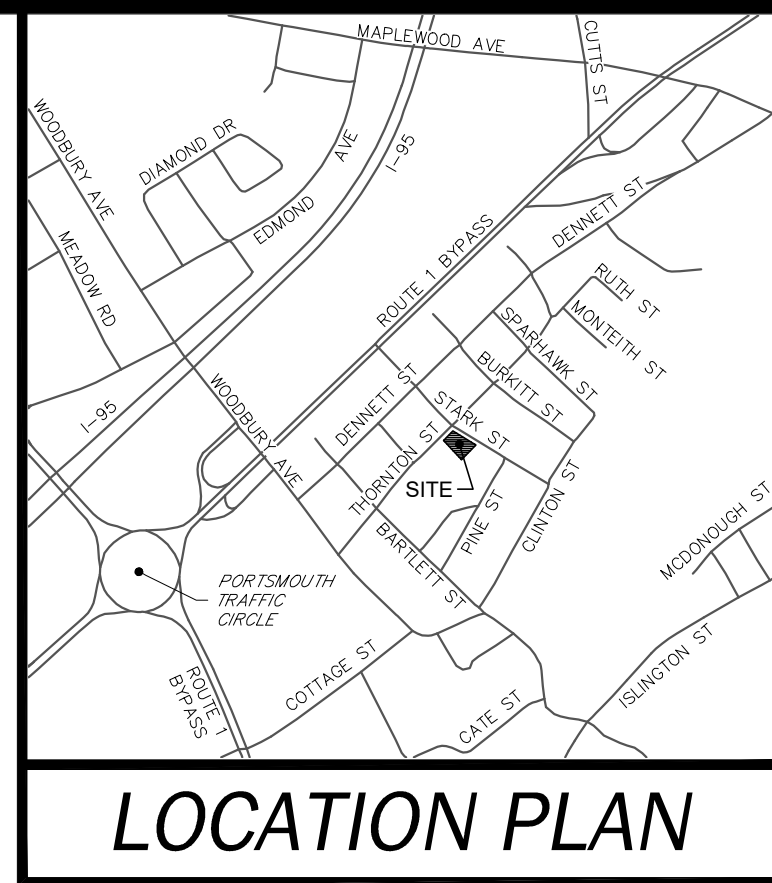 MAPLEWOOD AVE
CUTTS ST
WOODBURY AVE
DIAMOND DR
EDMOND
AVE
I-95
MEADOW RD
ROUTE 1 BYPASS
DENNETT ST
RUTH ST
MONTEITH ST
SPARHAWK ST
BURKITT ST
STARK ST
DENNETT ST
WOODBURY AVE
I-95
THORNTON ST
SITE
PINE ST
CLINTON ST
BARTLETT ST
MCDONOUGH ST
PORTSMOUTH
TRAFFIC
CIRCLE
ROUTE 1
BYPASS
COTTAGE ST
CATE ST
ISLINGTON ST
LOCATION PLAN